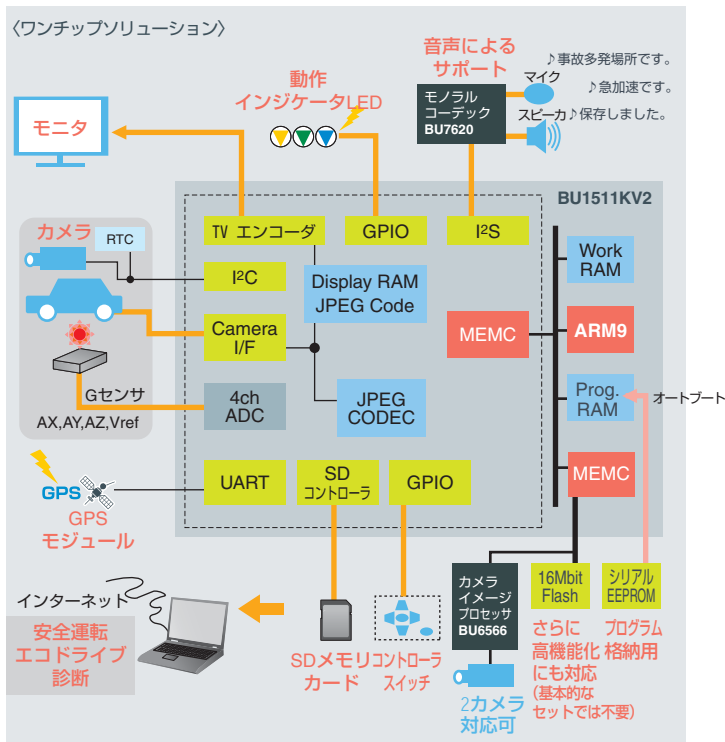 〈ワンチップソリューション〉
音声による
サポート
♪事故多発場所です。
マイク
♪急加速です。
スピーカ
♪保存しました。
モノラル
コーデック
BU7620
動作
インジケータLED
モニタ
BU1511KV2
TV エンコーダ
GPIO
I²S
カメラ
RTC
I²C
Display RAM
JPEG Code
Work
RAM
Camera
I/F
MEMC
ARM9
Gセンサ
AX,AY,AZ,Vref
4ch
ADC
JPEG
CODEC
Prog.
RAM
オートブート
GPS
GPS
モジュール
UART
SD
コントローラ
GPIO
MEMC
インターネット
安全運転
エコドライブ
診断
SDメモリ
カード
コントローラ
スイッチ
カメラ
イメージ
プロセッサ
BU6566
2カメラ
対応可
16Mbit
Flash
さらに
高機能化
にも対応
(基本的な
セットでは不要)
シリアル
EEPROM
プログラム
格納用